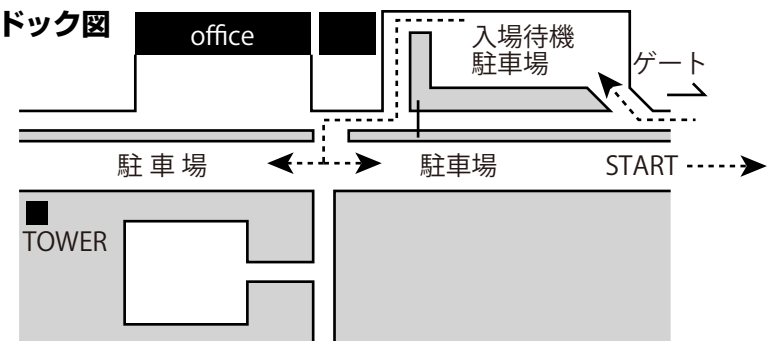 ドック図
office
入場待機
駐車場
ゲート
駐 車 場
駐車場
START
TOWER